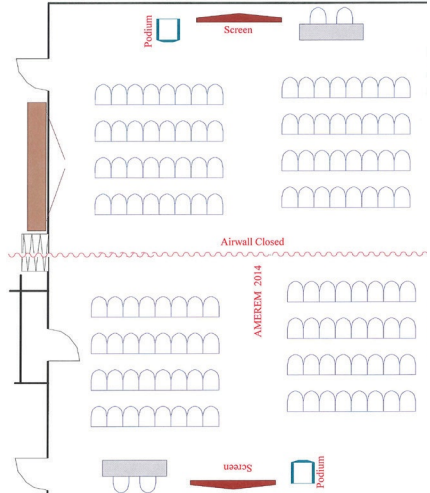 Podium
Screen
Airwall Closed
AMEREM 2014
Screen
Podium